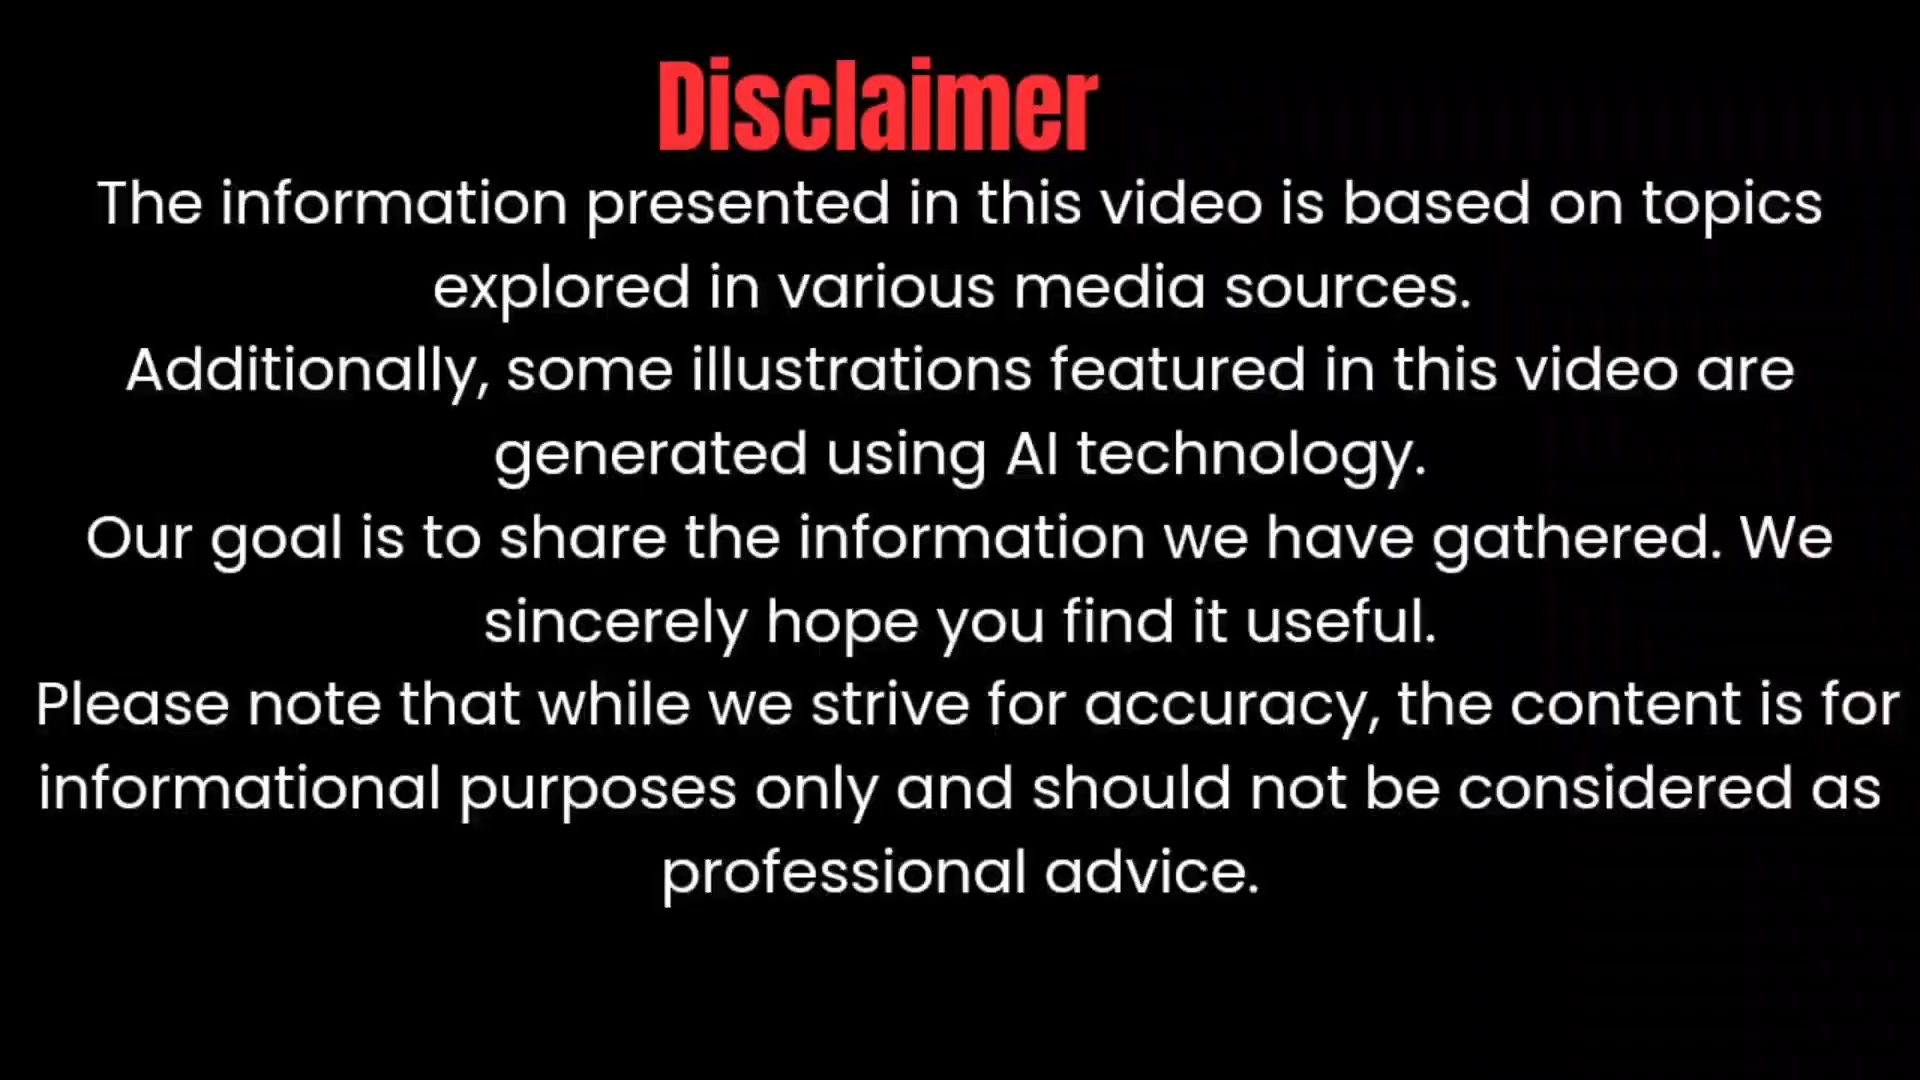 Disclaimer
The information presented in this video is based on topics
explored in various media sources.
Additionally, some illustrations featured in this video are
generated using AI technology.
Our goal is to share the information we have gathered. We
sincerely hope you find it useful.
Please note that while we strive for accuracy, the content is for
informational purposes only and should not be considered as
professional advice.